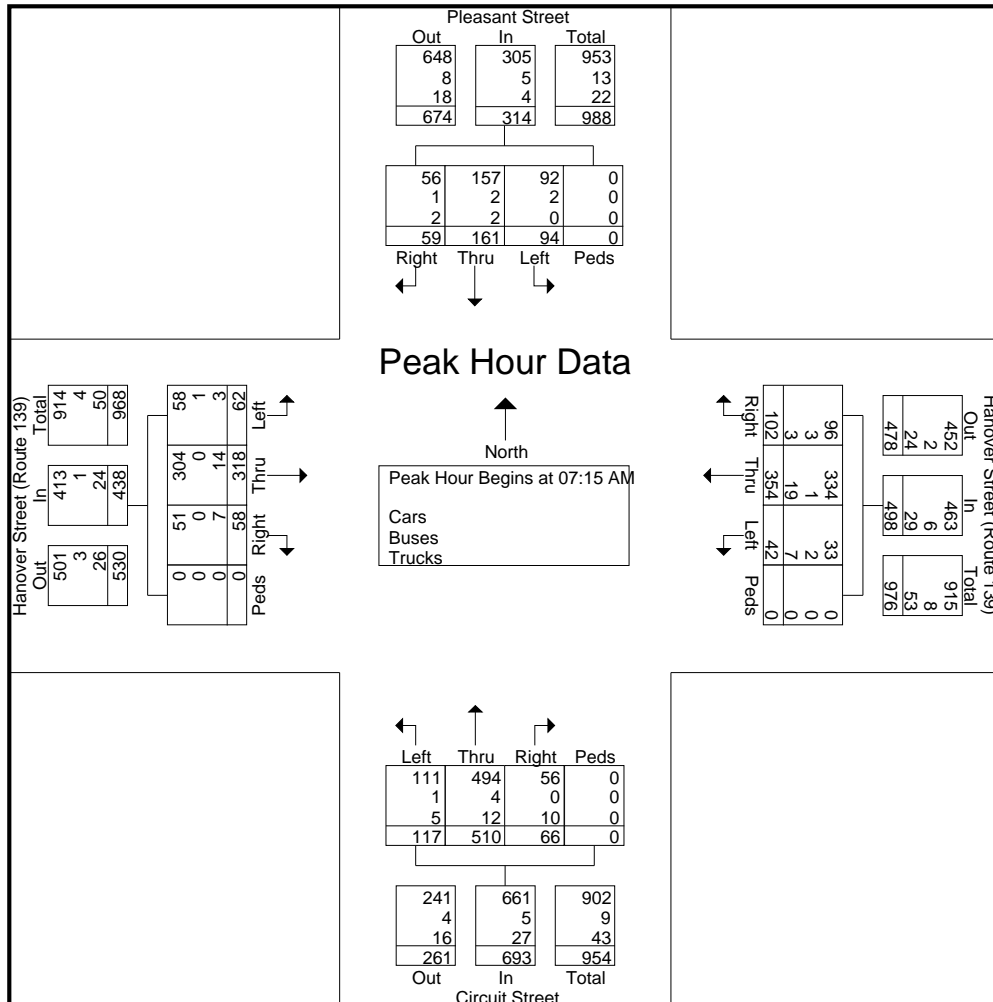 Pleasant Street
Out In Total
648 305 953
8 5 13
18 4 22
674 314 988
56 157 92 0
1 2 2 0
2 2 0 0
59 161 94 0
Right Thru Left Peds
Peak Hour Data
North
Peak Hour Begins at 07:15 AM
Cars
Buses
Trucks
Hanover Street (Route 139)
Total In Out
914 413 501
4 1 3
50 24 26
968 438 530
58 304 51 0
1 0 0 0
3 14 7 0
62 318 58 0
Left Thru Right Peds
Hanover Street (Route 139)
Out In Total
452 463 915
2 6 8
24 29 53
478 498 976
96 334 33 0
3 1 2 0
3 19 7 0
102 354 42 0
Right Thru Left Peds
Left Thru Right Peds
111 494 56 0
1 4 0 0
5 12 10 0
117 510 66 0
241 661 902
4 5 9
16 27 43
261 693 954
Out In Total
Circuit Street